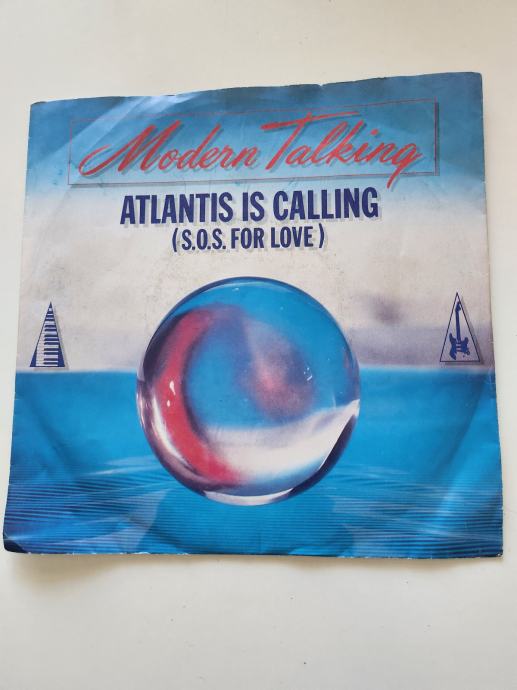 Modern Talking
ATLANTIS IS CALLING
(S.O.S. FOR LOVE)